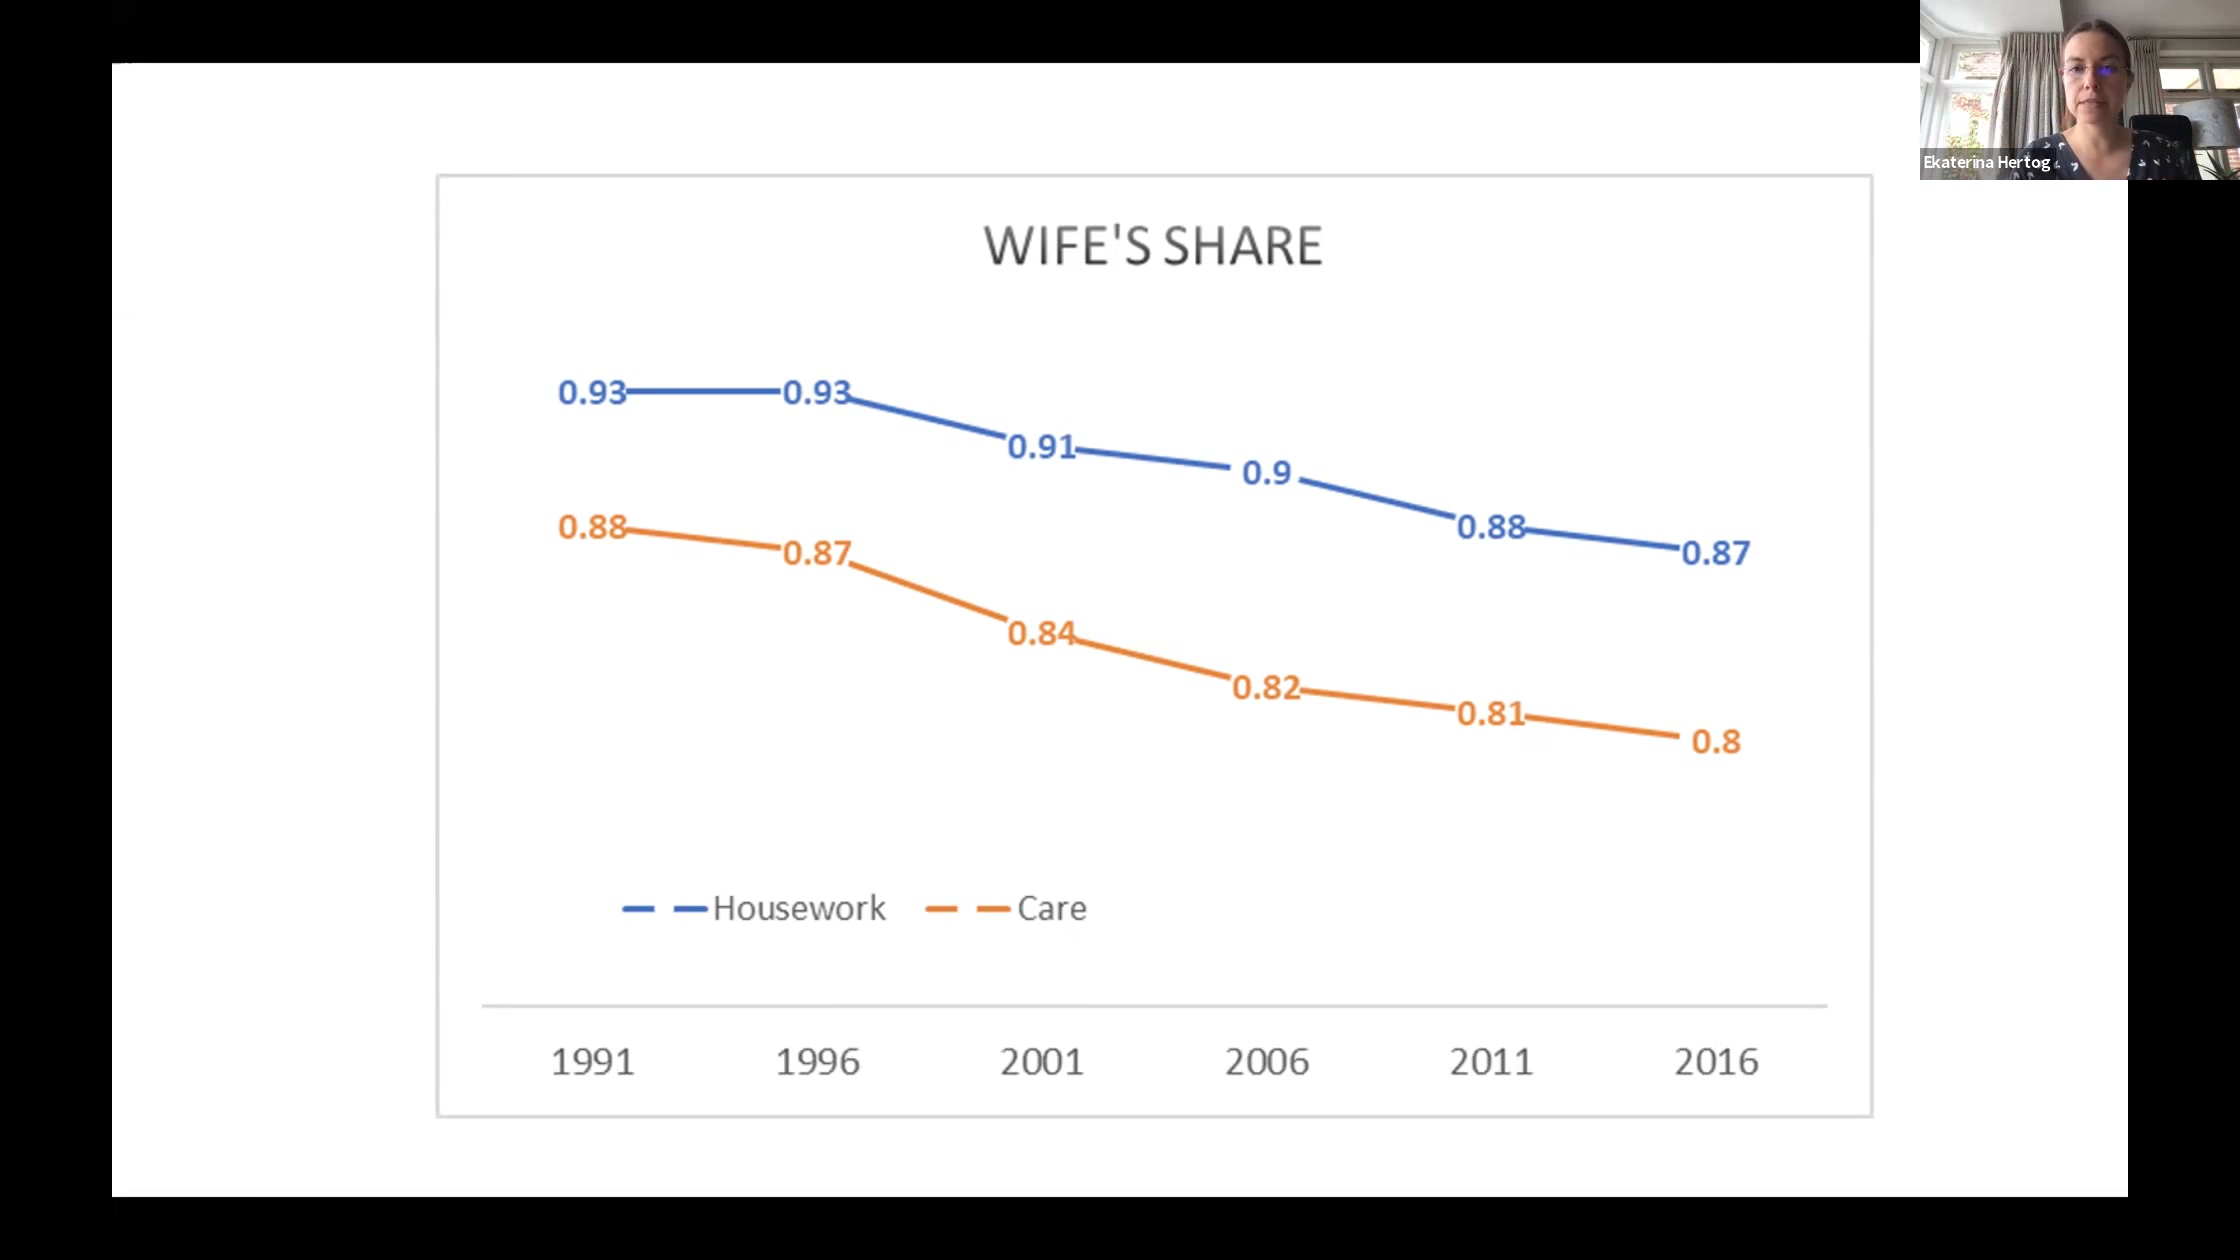 Ekaterina Hertog
WIFE'S SHARE
0.93 0.93 0.91 0.9 0.88 0.87
0.88 0.87 0.84 0.82 0.81 0.8
Housework Care
1991 1996 2001 2006 2011 2016